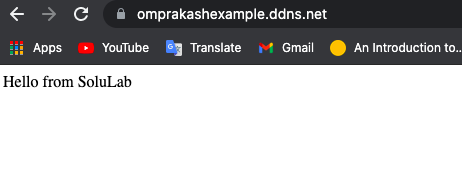 omprakashexample.ddns.net
Apps YouTube Translate Gmail An Introduction to...
Hello from SoluLab